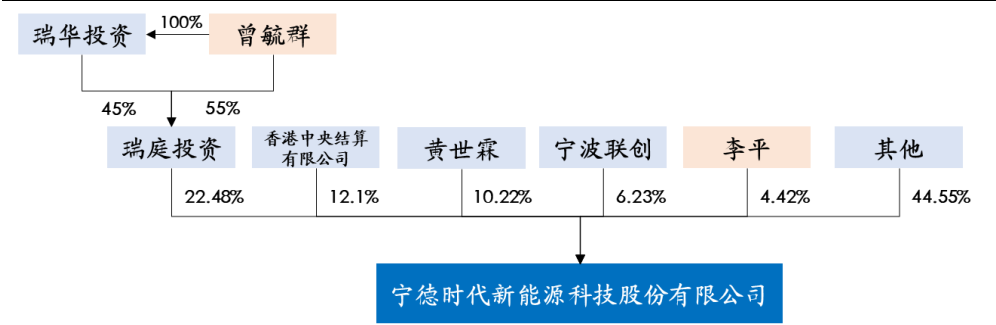 瑞华投资
100%
曾毓群
45%
55%
瑞庭投资
香港中央结算
有限公司
黄世霖
宁波联创
李平
其他
22.48%
12.1%
10.22%
6.23%
4.42%
44.55%
宁德时代新能源科技股份有限公司